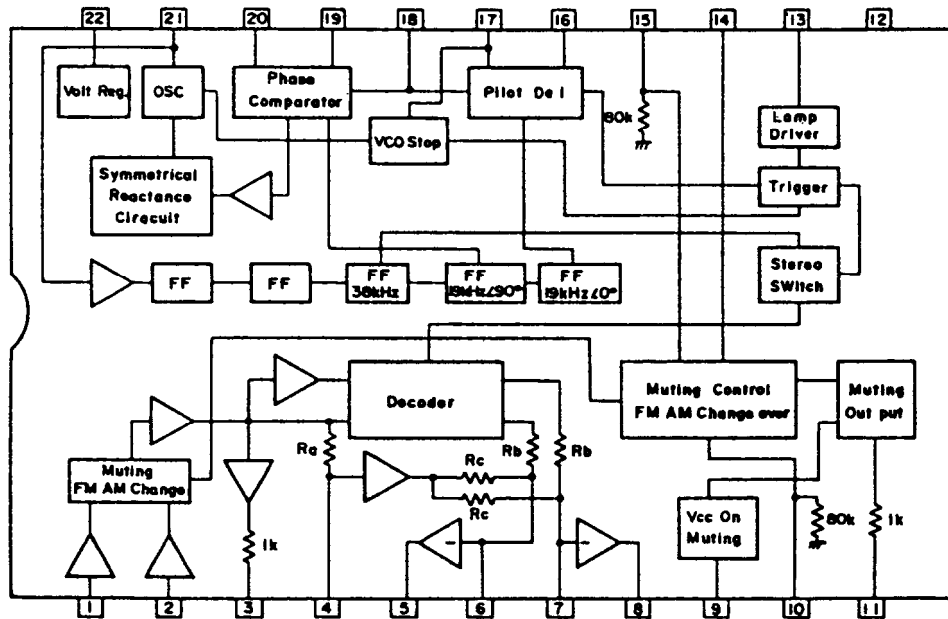 22 21 20 19 18 17 16 15 14 13 12
Volt Reg.
OSC
Phase
Comparator
Pilot Del
80k
Lamp
Driver
VCO Stop
Symmetrical
Reactance
Cirouit
Trigger
Stereo
SWitch
FF
FF
FF
38kHz
FF
19kHz∠90°
FF
19kHz∠0°
Decoder
Muting Control
FM AM Change over
Muting
Out put
Ra
Rb
Rb
Muting
FM AM Change
Rc
Rc
1k
Vcc On
Muting
80k
1k
1 2 3 4 5 6 7 8 9 10 11